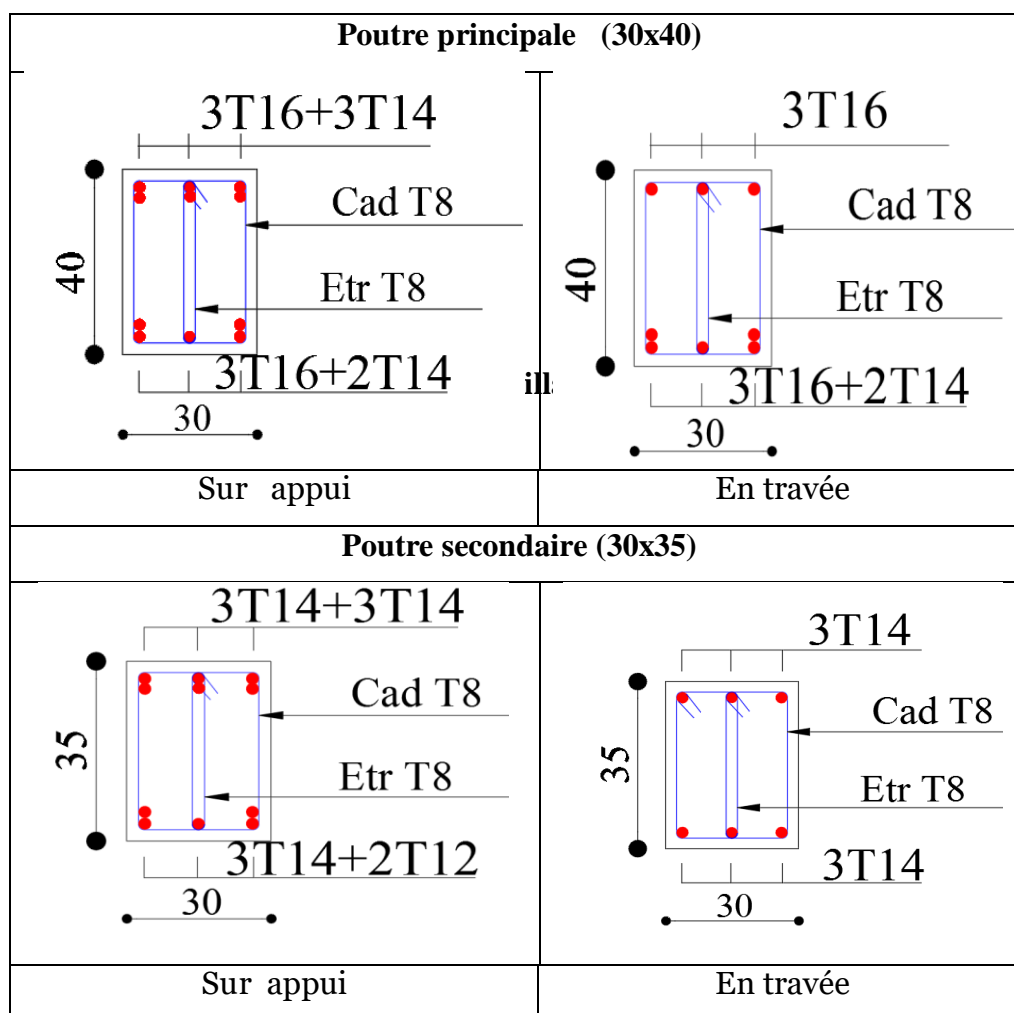 Poutre principale (30x40)
3T16+3T14
Cad T8
Etr T8
40
3T16+2T14
30
3T16
Cad T8
Etr T8
40
3T16+2T14
30
Sur appui
En travée
Poutre secondaire (30x35)
3T14+3T14
Cad T8
Etr T8
35
3T14+2T12
30
3T14
Cad T8
Etr T8
35
3T14
30
Sur appui
En travée